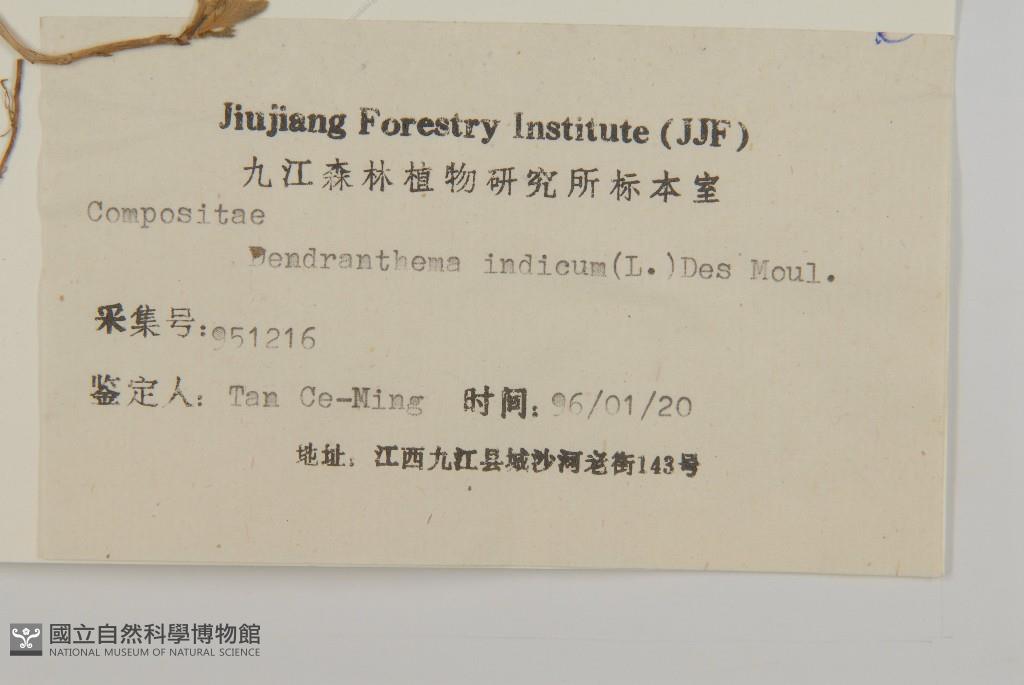 Jiujiang Forestry Institute (JJF)
九江森林植物研究所标本室
Compositae
Dendranthema indicum(L.)Des Moul.
采集号:951216
鉴定人: Tan Ce-Ming 时间: 96/01/20
地址: 江西九江县城沙河老街143号
國立自然科學博物館
NATIONAL MUSEUM OF NATURAL SCIENCE